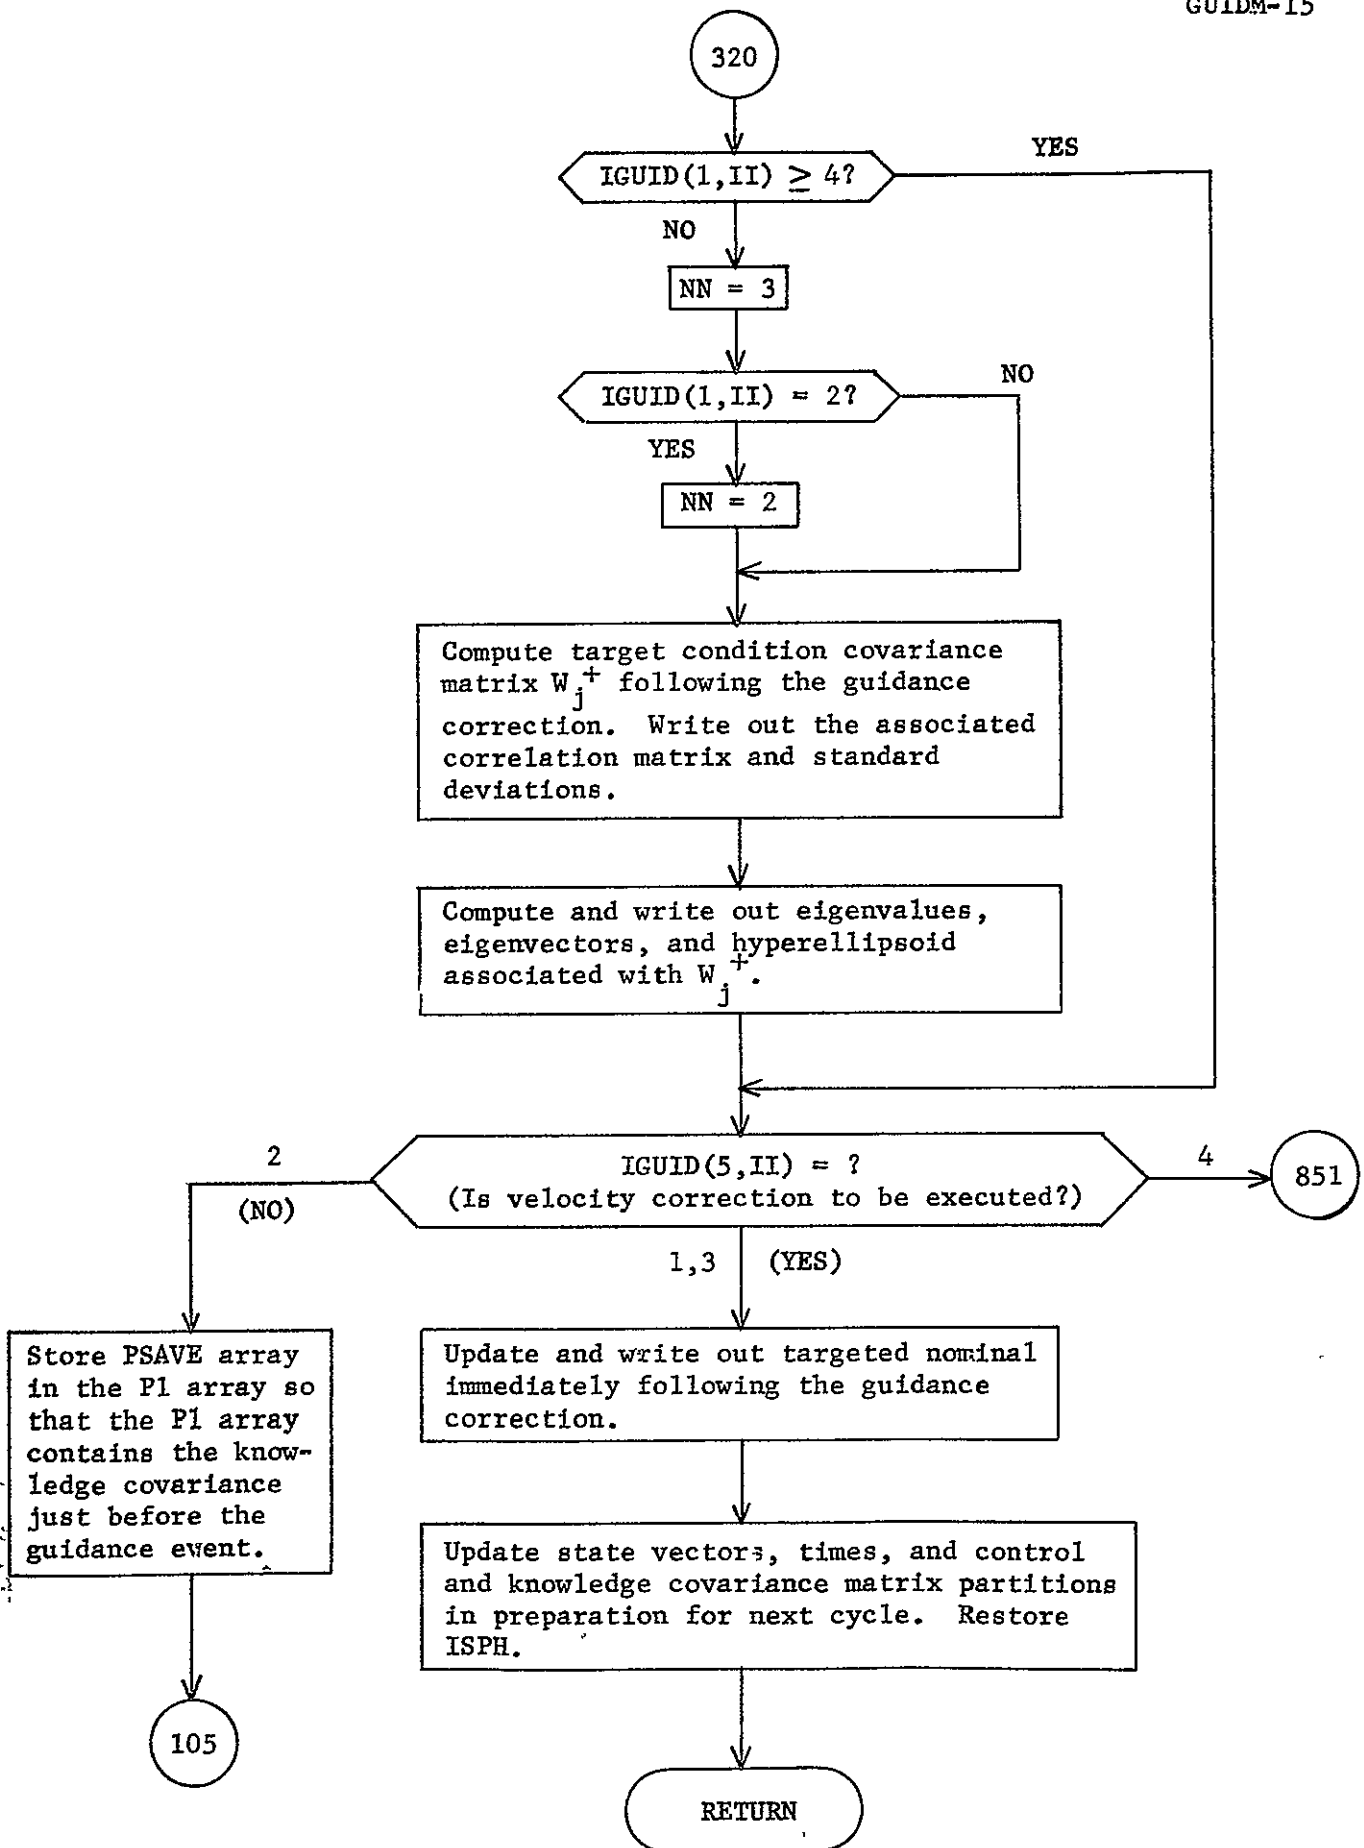 GUIDM-15
320
IGUID(1,II) ≥ 4?
YES
NO
NN = 3
IGUID(1,II) = 2?
NO
YES
NN = 2
Compute target condition covariance
matrix W_j^+ following the guidance
correction. Write out the associated
correlation matrix and standard
deviations.
Compute and write out eigenvalues,
eigenvectors, and hyperellipsoid
associated with W_j^+.
IGUID(5,II) = ?
(Is velocity correction to be executed?)
2
(NO)
4
851
1,3 (YES)
Store PSAVE array
in the P1 array so
that the P1 array
contains the know-
ledge covariance
just before the
guidance event.
Update and write out targeted nominal
immediately following the guidance
correction.
Update state vectors, times, and control
and knowledge covariance matrix partitions
in preparation for next cycle. Restore
ISPH.
105
RETURN